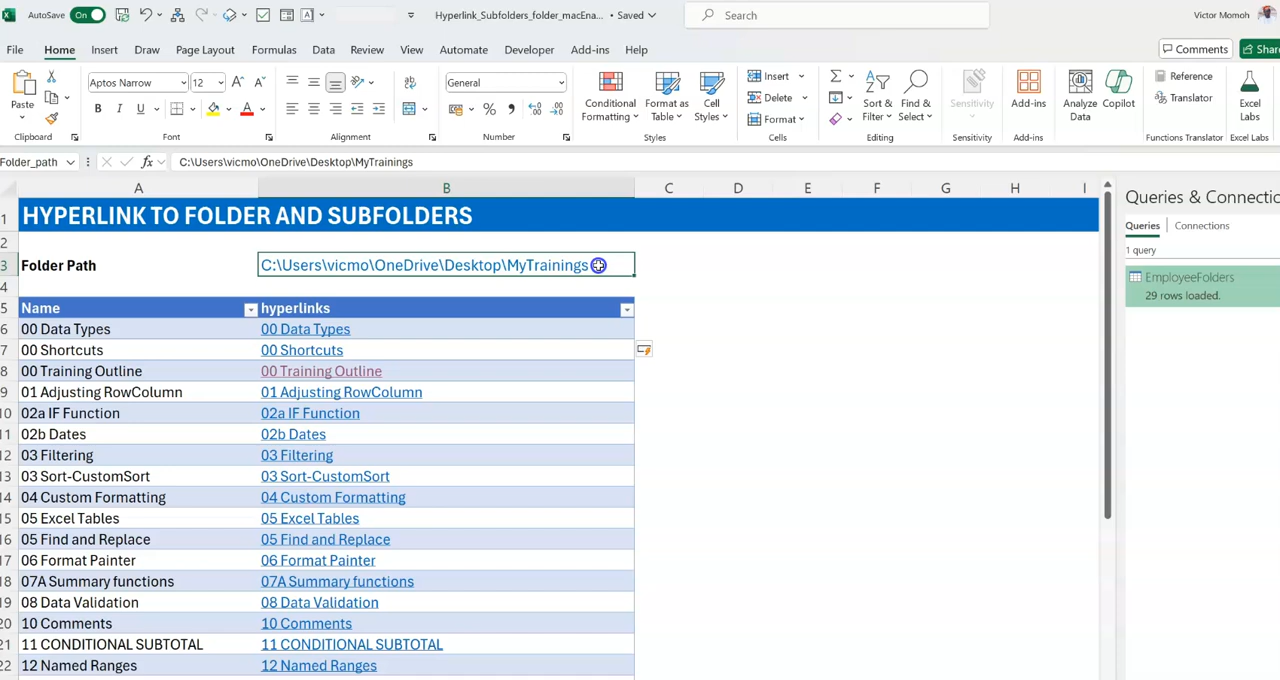 AutoSave On Hyperlink_Subfolders_folder_macEna... • Saved Search Victor Momoh
File Home Insert Draw Page Layout Formulas Data Review View Automate Developer Add-ins Help Comments Share
Paste Aptos Narrow 12 General Insert Reference
B I U Delete Translator
Conditional Formatting Format as Table Cell Styles Format Sort & Filter Find & Select Sensitivity Add-ins Analyze Data Copilot Excel Labs
Clipboard Font Alignment Number Styles Cells Editing Sensitivity Add-ins Functions Translator Excel Labs
Folder_path fx C:\Users\vicmo\OneDrive\Desktop\MyTrainings
A B C D E F G H I
1 HYPERLINK TO FOLDER AND SUBFOLDERS
2
3 Folder Path C:\Users\vicmo\OneDrive\Desktop\MyTrainings
4
5 Name hyperlinks
6 00 Data Types 00 Data Types
7 00 Shortcuts 00 Shortcuts
8 00 Training Outline 00 Training Outline
9 01 Adjusting RowColumn 01 Adjusting RowColumn
10 02a IF Function 02a IF Function
11 02b Dates 02b Dates
12 03 Filtering 03 Filtering
13 03 Sort-CustomSort 03 Sort-CustomSort
14 04 Custom Formatting 04 Custom Formatting
15 05 Excel Tables 05 Excel Tables
16 05 Find and Replace 05 Find and Replace
17 06 Format Painter 06 Format Painter
18 07A Summary functions 07A Summary functions
19 08 Data Validation 08 Data Validation
20 10 Comments 10 Comments
21 11 CONDITIONAL SUBTOTAL 11 CONDITIONAL SUBTOTAL
22 12 Named Ranges 12 Named Ranges
Queries & Connectio
Queries Connections
1 query
EmployeeFolders
29 rows loaded.